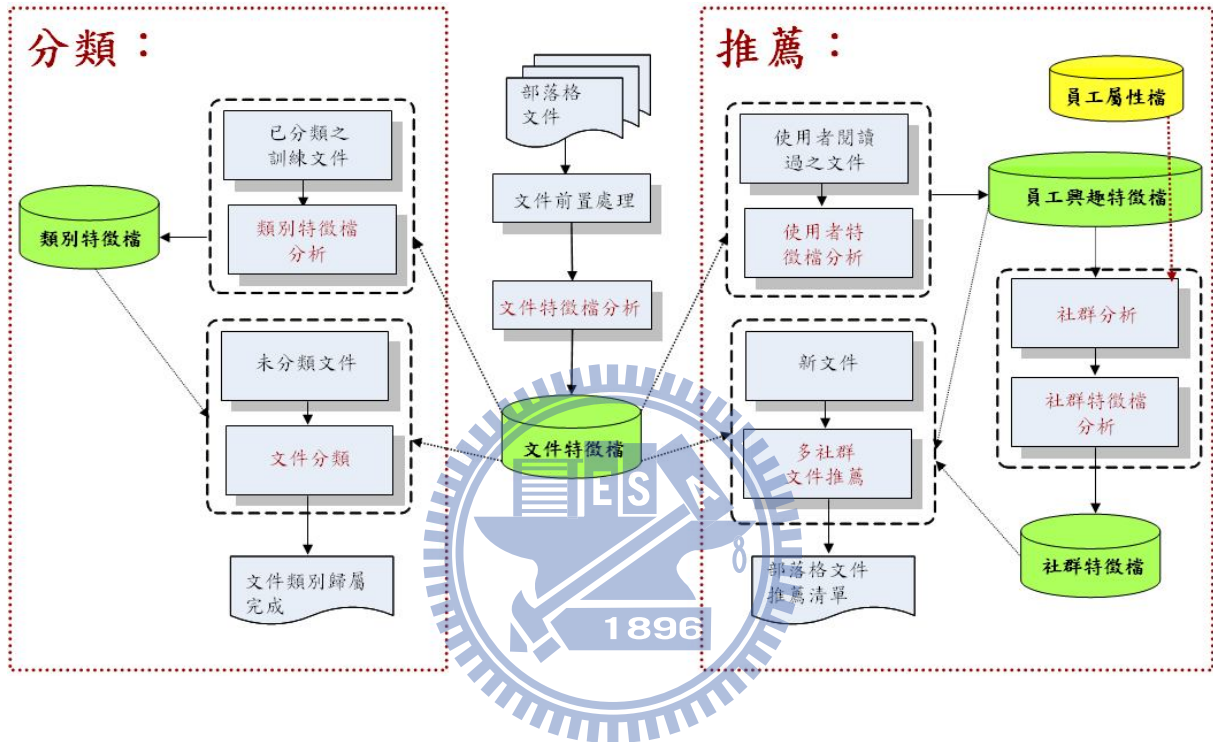 分類：
已分類之
訓練文件
類別特徵檔
分析
類別特徵檔
未分類文件
文件分類
文件類別歸屬
完成
部落格
文件
文件前置處理
文件特徵檔分析
文件特徵檔
推薦：
員工屬性檔
使用者閱讀
過之文件
使用者特
徵檔分析
員工興趣特徵檔
社群分析
社群特徵檔
分析
社群特徵檔
新文件
多社群
文件推薦
部落格文件
推薦清單
ES A
1896